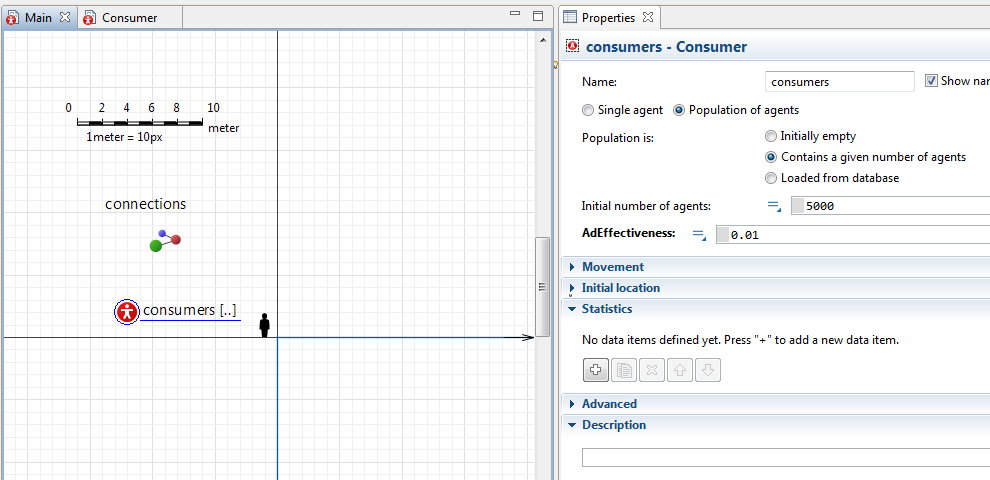 Main
Consumer
0 2 4 6 8 10
meter
1meter = 10px
connections
consumers [..]
Properties
consumers - Consumer
Name: consumers Show nar
Single agent Population of agents
Population is: Initially empty
Contains a given number of agents
Loaded from database
Initial number of agents: 5000
AdEffectiveness: 0.01
Movement
Initial location
Statistics
No data items defined yet. Press "+" to add a new data item.
Advanced
Description